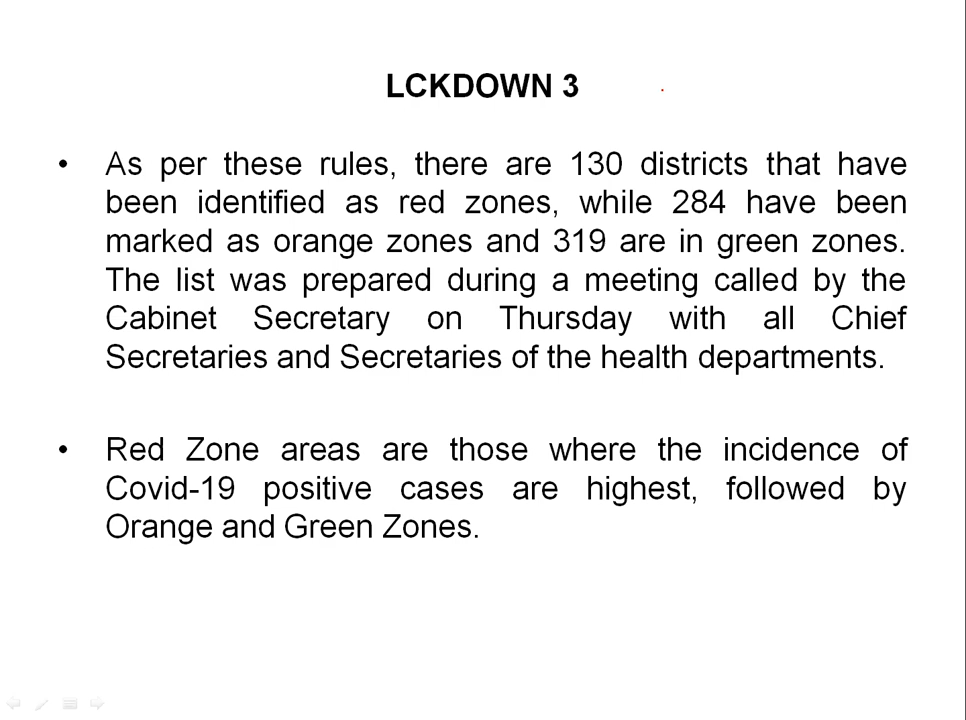 LCKDOWN 3
• As per these rules, there are 130 districts that have
been identified as red zones, while 284 have been
marked as orange zones and 319 are in green zones.
The list was prepared during a meeting called by the
Cabinet Secretary on Thursday with all Chief
Secretaries and Secretaries of the health departments.
• Red Zone areas are those where the incidence of
Covid-19 positive cases are highest, followed by
Orange and Green Zones.